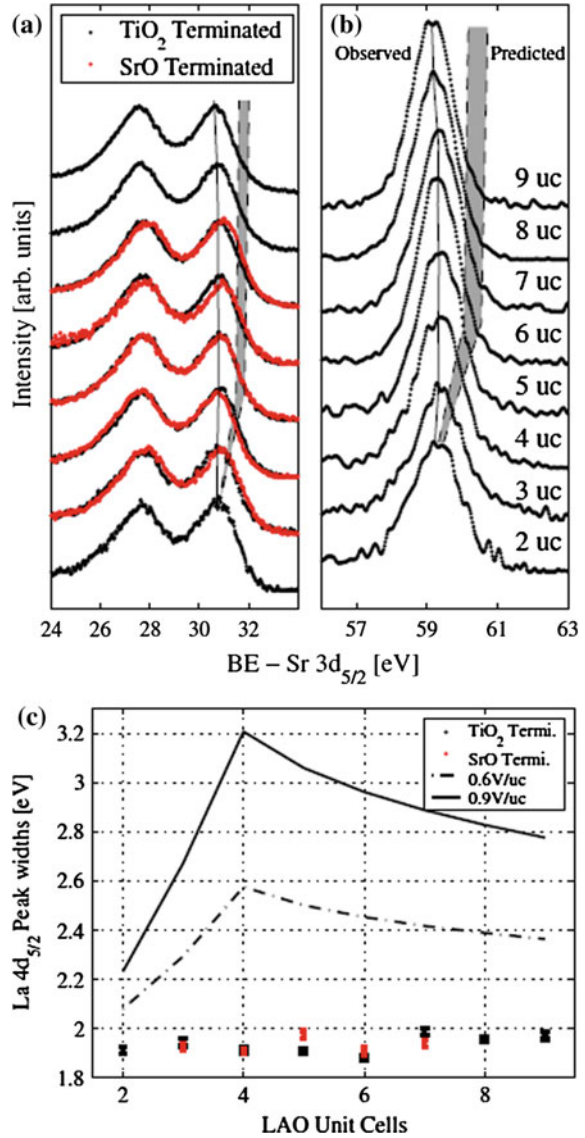 (a)
TiO2 Terminated
SrO Terminated
(b)
Observed
Predicted
9 uc
8 uc
7 uc
6 uc
5 uc
4 uc
3 uc
2 uc
Intensity [arb. units]
24 26 28 30 32
57 59 61 63
BE – Sr 3d5/2 [eV]
(c)
TiO2 Termi.
SrO Termi.
0.6V/uc
0.9V/uc
La 4d5/2 Peak widths [eV]
3.2
3
2.8
2.6
2.4
2.2
2
1.8
2 4 6 8
LAO Unit Cells